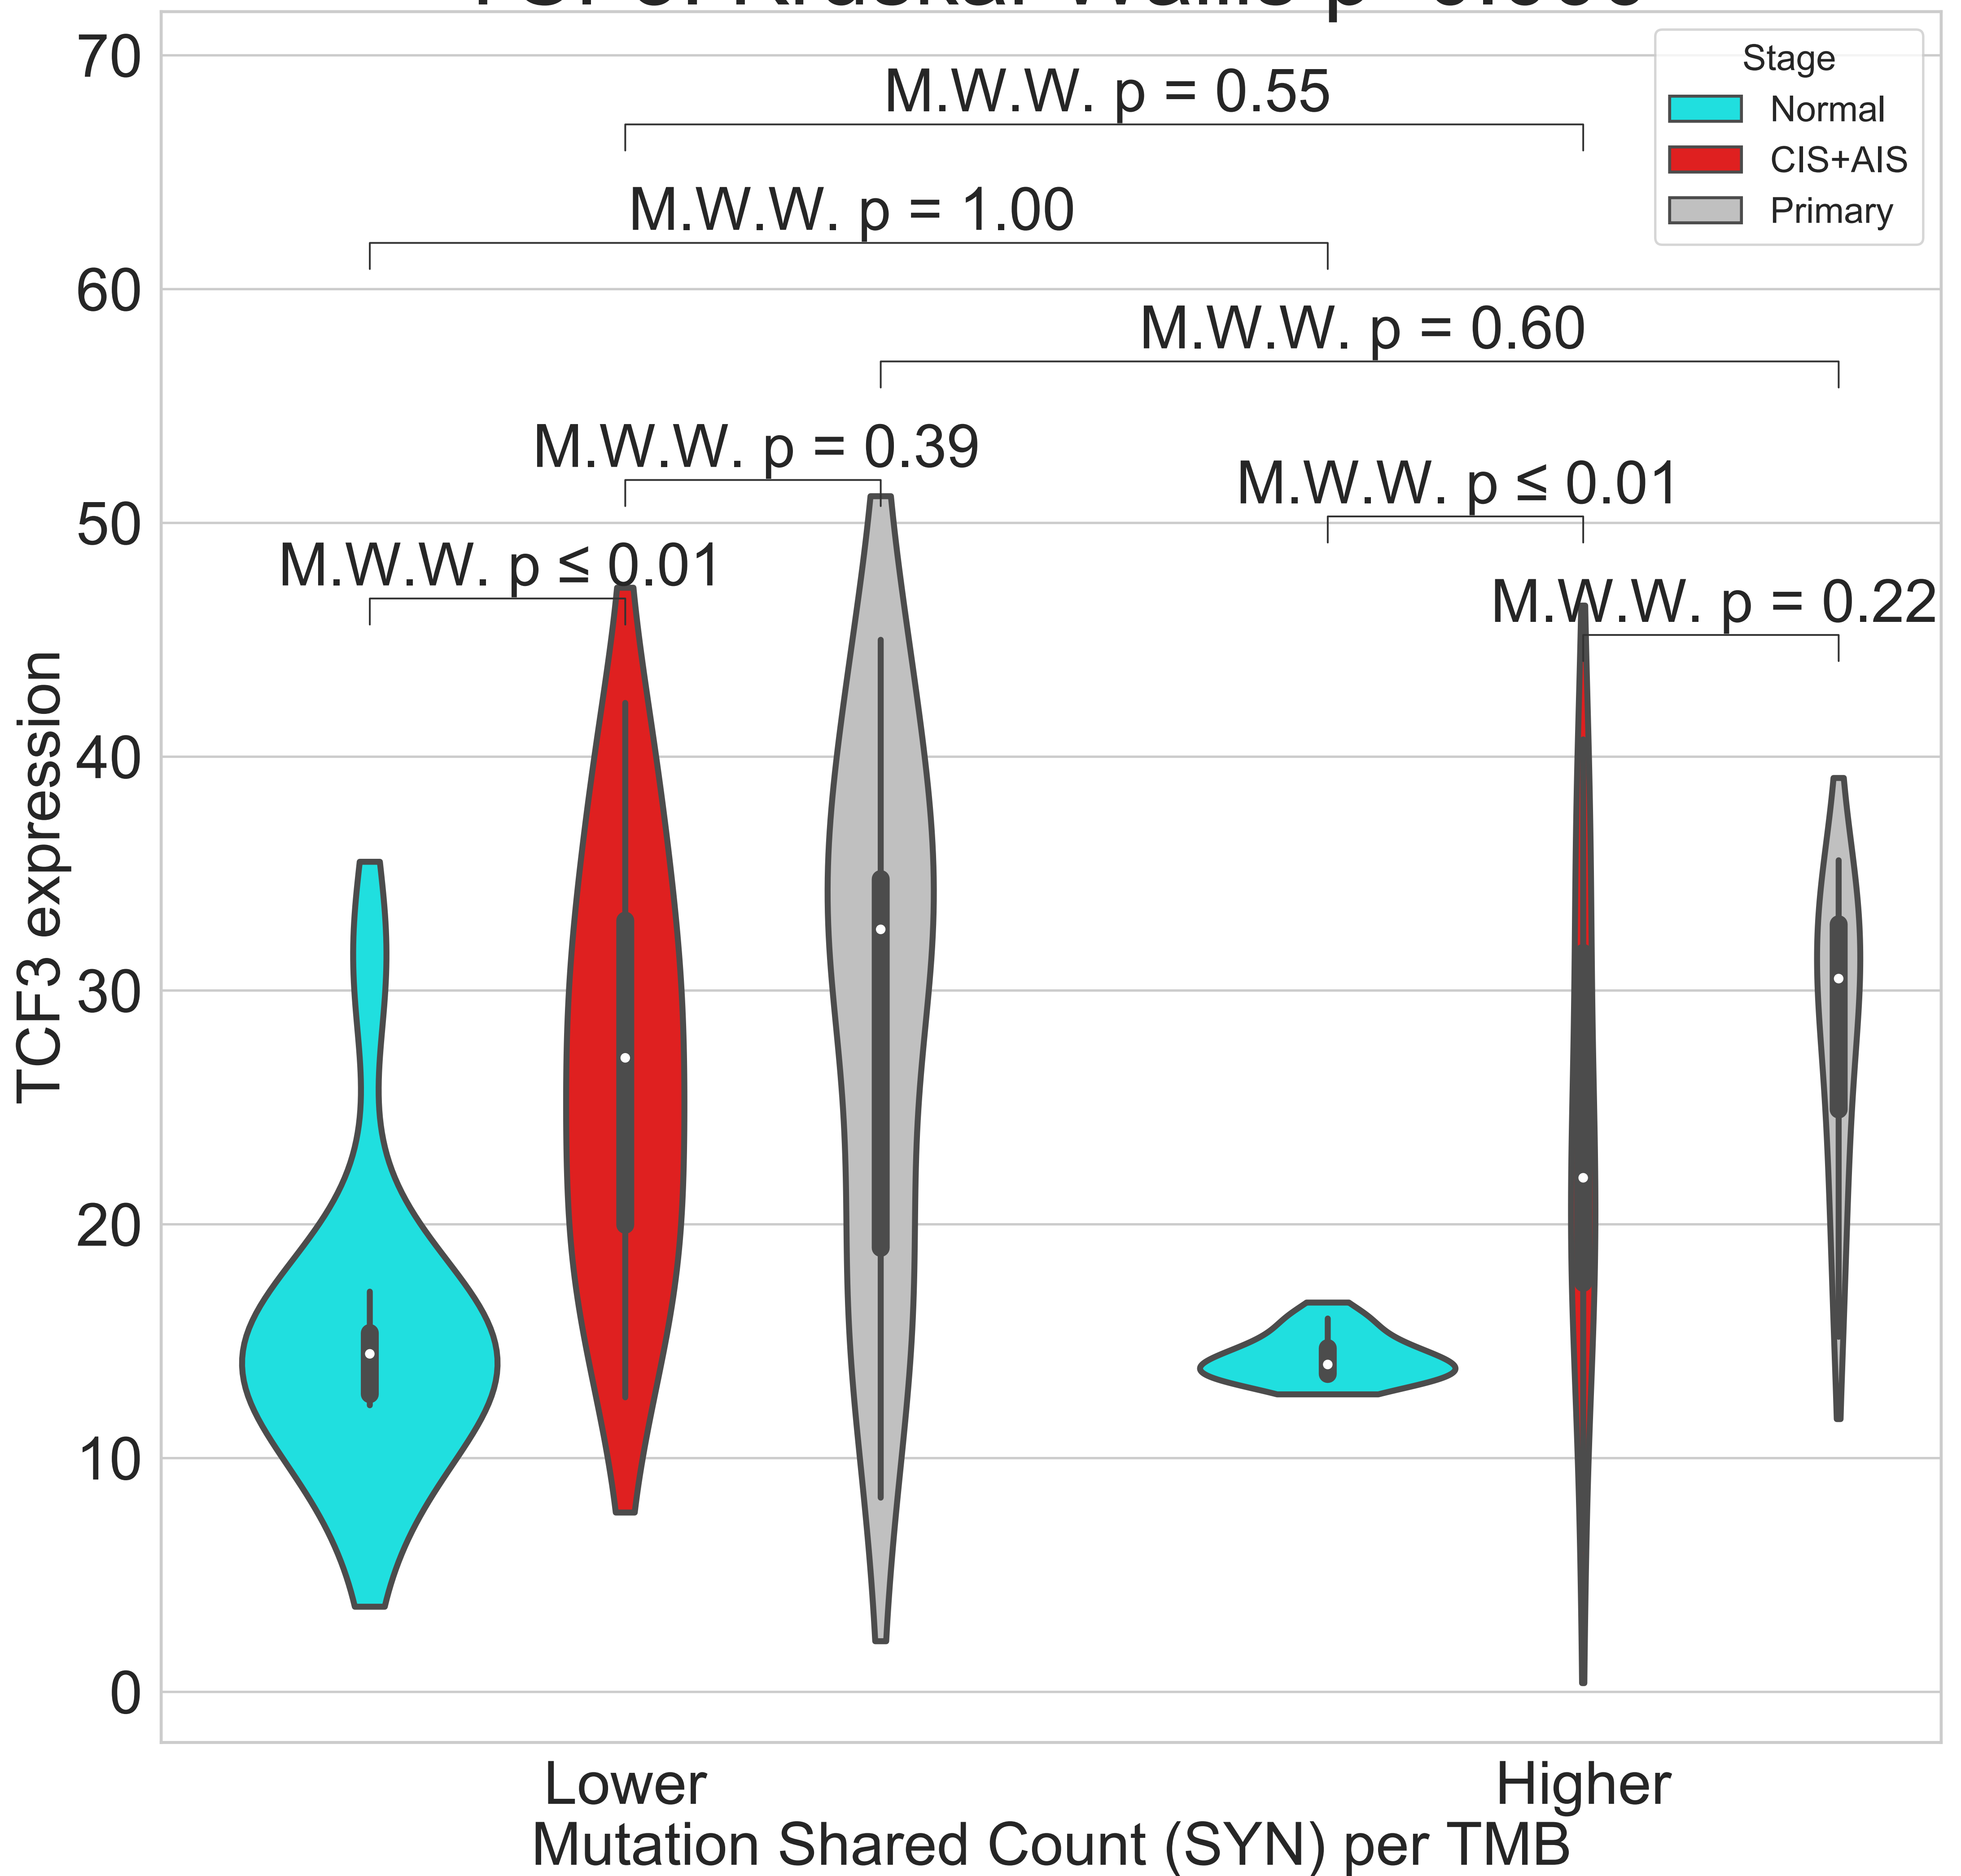 70
M.W.W. p = 0.55
Stage
Normal
CIS+AIS
Primary
M.W.W. p = 1.00
60
M.W.W. p = 0.60
M.W.W. p = 0.39
M.W.W. p ≤ 0.01
50
M.W.W. p ≤ 0.01
M.W.W. p = 0.22
40
TCF3 expression
30
20
10
0
Lower
Higher
Mutation Shared Count (SYN) per TMB